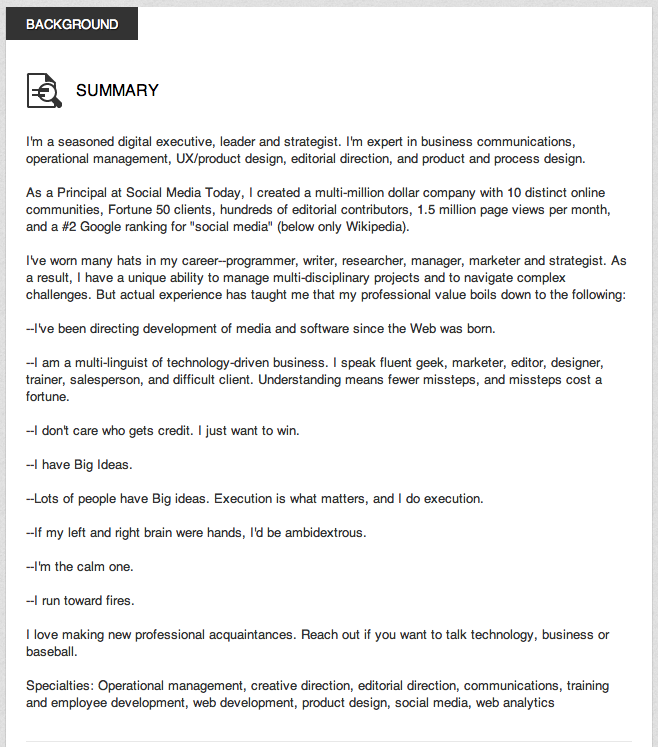 BACKGROUND
SUMMARY
I'm a seasoned digital executive, leader and strategist. I'm expert in business communications,
operational management, UX/product design, editorial direction, and product and process design.
As a Principal at Social Media Today, I created a multi-million dollar company with 10 distinct online
communities, Fortune 50 clients, hundreds of editorial contributors, 1.5 million page views per month,
and a #2 Google ranking for "social media" (below only Wikipedia).
I've worn many hats in my career--programmer, writer, researcher, manager, marketer and strategist. As
a result, I have a unique ability to manage multi-disciplinary projects and to navigate complex
challenges. But actual experience has taught me that my professional value boils down to the following:
--I've been directing development of media and software since the Web was born.
--I am a multi-linguist of technology-driven business. I speak fluent geek, marketer, editor, designer,
trainer, salesperson, and difficult client. Understanding means fewer missteps, and missteps cost a
fortune.
--I don't care who gets credit. I just want to win.
--I have Big Ideas.
--Lots of people have Big ideas. Execution is what matters, and I do execution.
--If my left and right brain were hands, I'd be ambidextrous.
--I'm the calm one.
--I run toward fires.
I love making new professional acquaintances. Reach out if you want to talk technology, business or
baseball.
Specialties: Operational management, creative direction, editorial direction, communications, training
and employee development, web development, product design, social media, web analytics